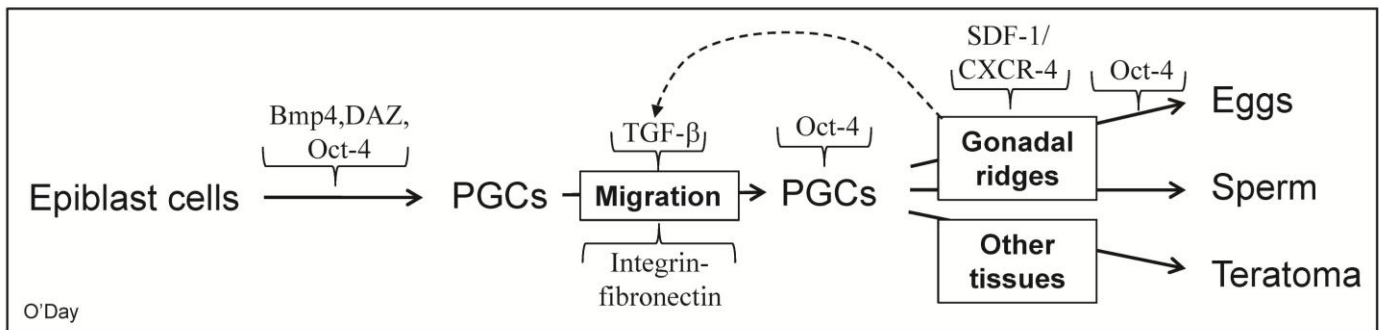 Epiblast cells
Bmp4,DAZ,
Oct-4
PGCs
TGF-β
Migration
Integrin-
fibronectin
Oct-4
PGCs
SDF-1/
CXCR-4
Gonadal
ridges
Other
tissues
Oct-4
Eggs
Sperm
Teratoma
O'Day